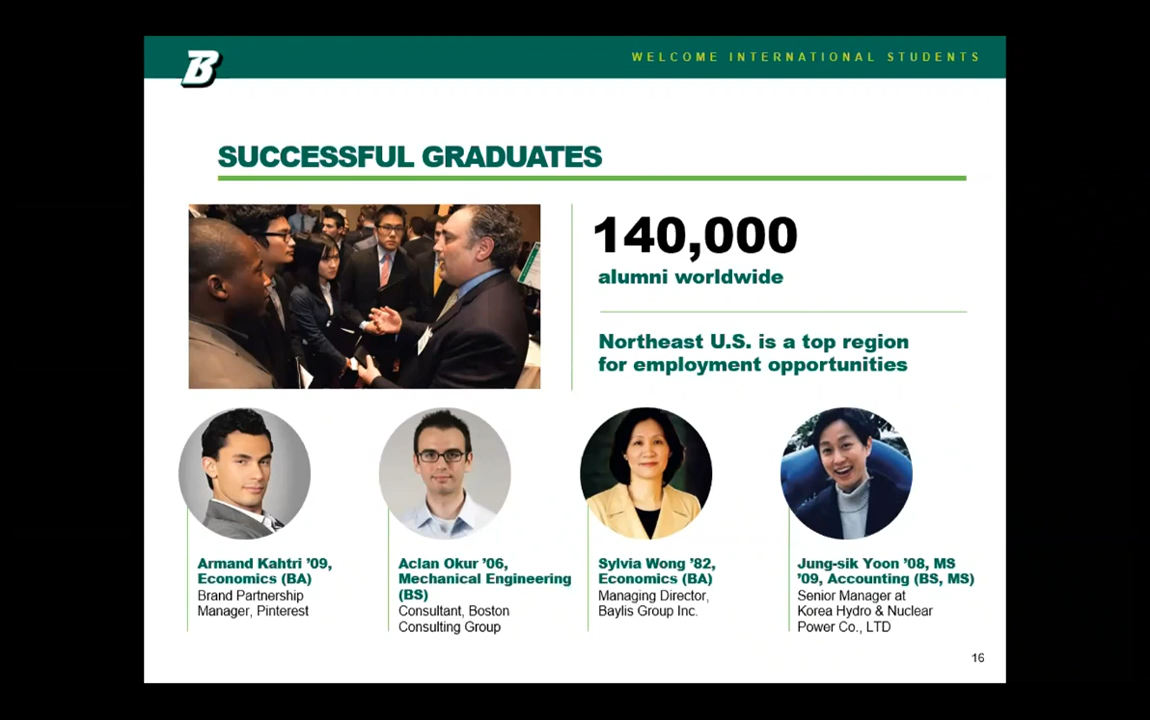 B
WELCOME INTERNATIONAL STUDENTS
SUCCESSFUL GRADUATES
140,000
alumni worldwide
Northeast U.S. is a top region
for employment opportunities
Armand Kahtri ’09,
Economics (BA)
Brand Partnership
Manager, Pinterest
Aclan Okur ’06,
Mechanical Engineering
(BS)
Consultant, Boston
Consulting Group
Sylvia Wong ’82,
Economics (BA)
Managing Director,
Baylis Group Inc.
Jung-sik Yoon ’08, MS
’09, Accounting (BS, MS)
Senior Manager at
Korea Hydro & Nuclear
Power Co., LTD
16